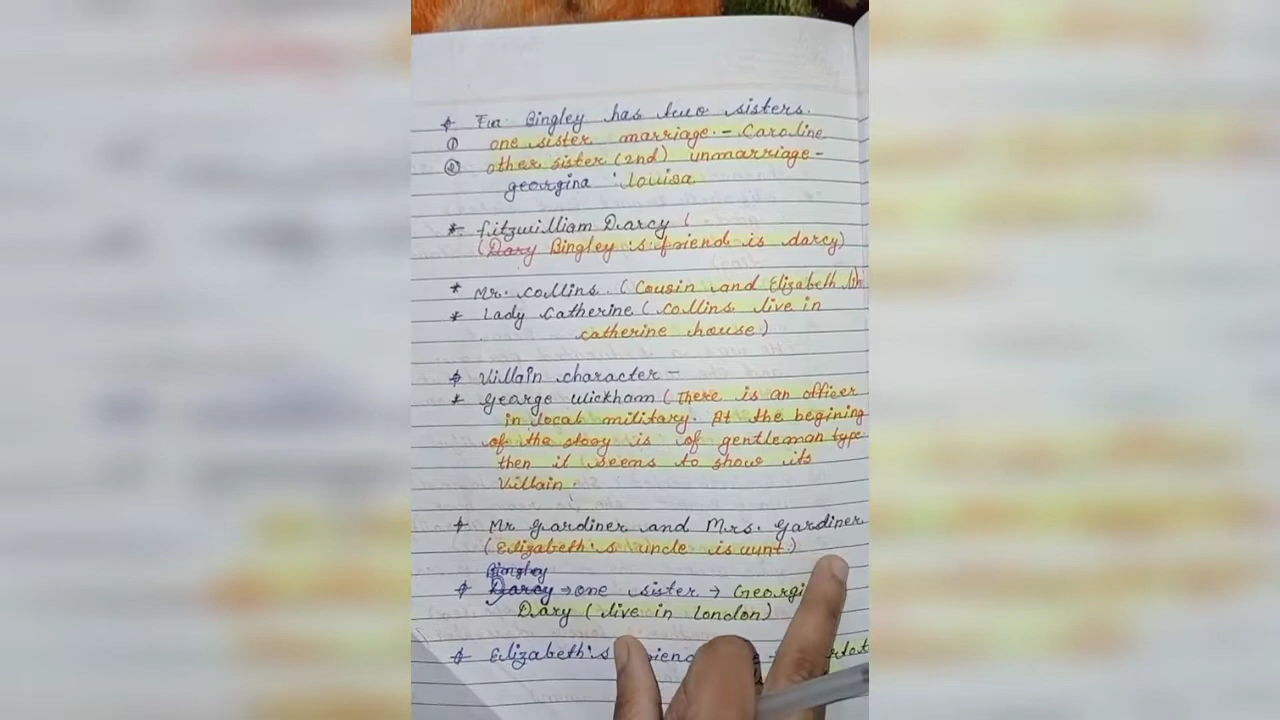 * Bingley has two sisters.
① one sister marriage. - Caroline
② other sister (2nd) unmarriage -
georgina louisa
* fitzwilliam Darcy (
(Dary Bingley is friend is darcy)
* Mr. Collins. (Cousin and Elizabeth
* Lady Catherine (collins live in
catherine house)
* Villain character -
* George Wickham (There is an officer
in local military. At the begining
of the stogy is of gentleman type
then it seems to show its
Villain.
* Mr gardiner and Mrs. gardiner
(Elizabeth's uncle is uynt)
Bingley
* Darcy → one sister → Georgi
Dary (live in London)
* Elizabeth's